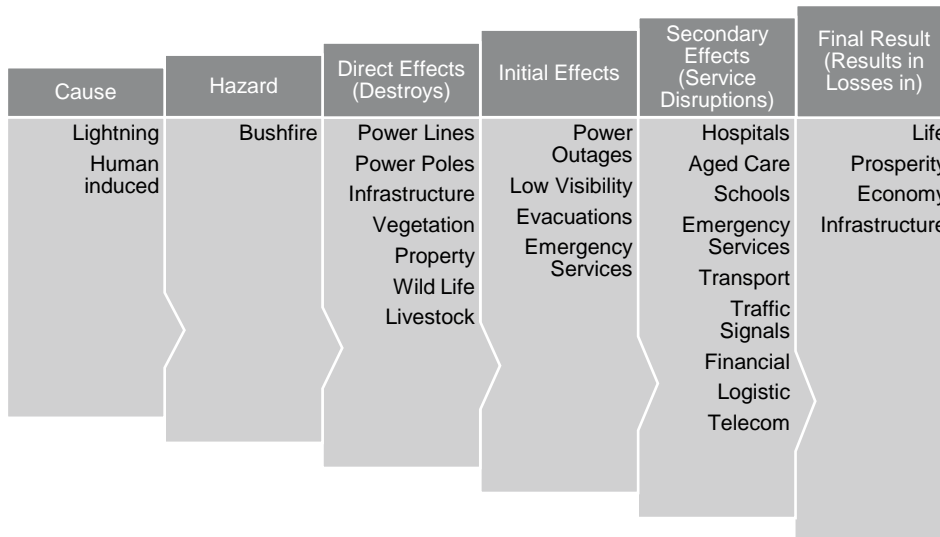 Cause
Lightning
Human
induced
Hazard
Bushfire
Direct Effects
(Destroys)
Power Lines
Power Poles
Infrastructure
Vegetation
Property
Wild Life
Livestock
Initial Effects
Power
Outages
Low Visibility
Evacuations
Emergency
Services
Secondary
Effects
(Service
Disruptions)
Hospitals
Aged Care
Schools
Emergency
Services
Transport
Traffic
Signals
Financial
Logistic
Telecom
Final Result
(Results in
Losses in)
Life
Prosperity
Economy
Infrastructure